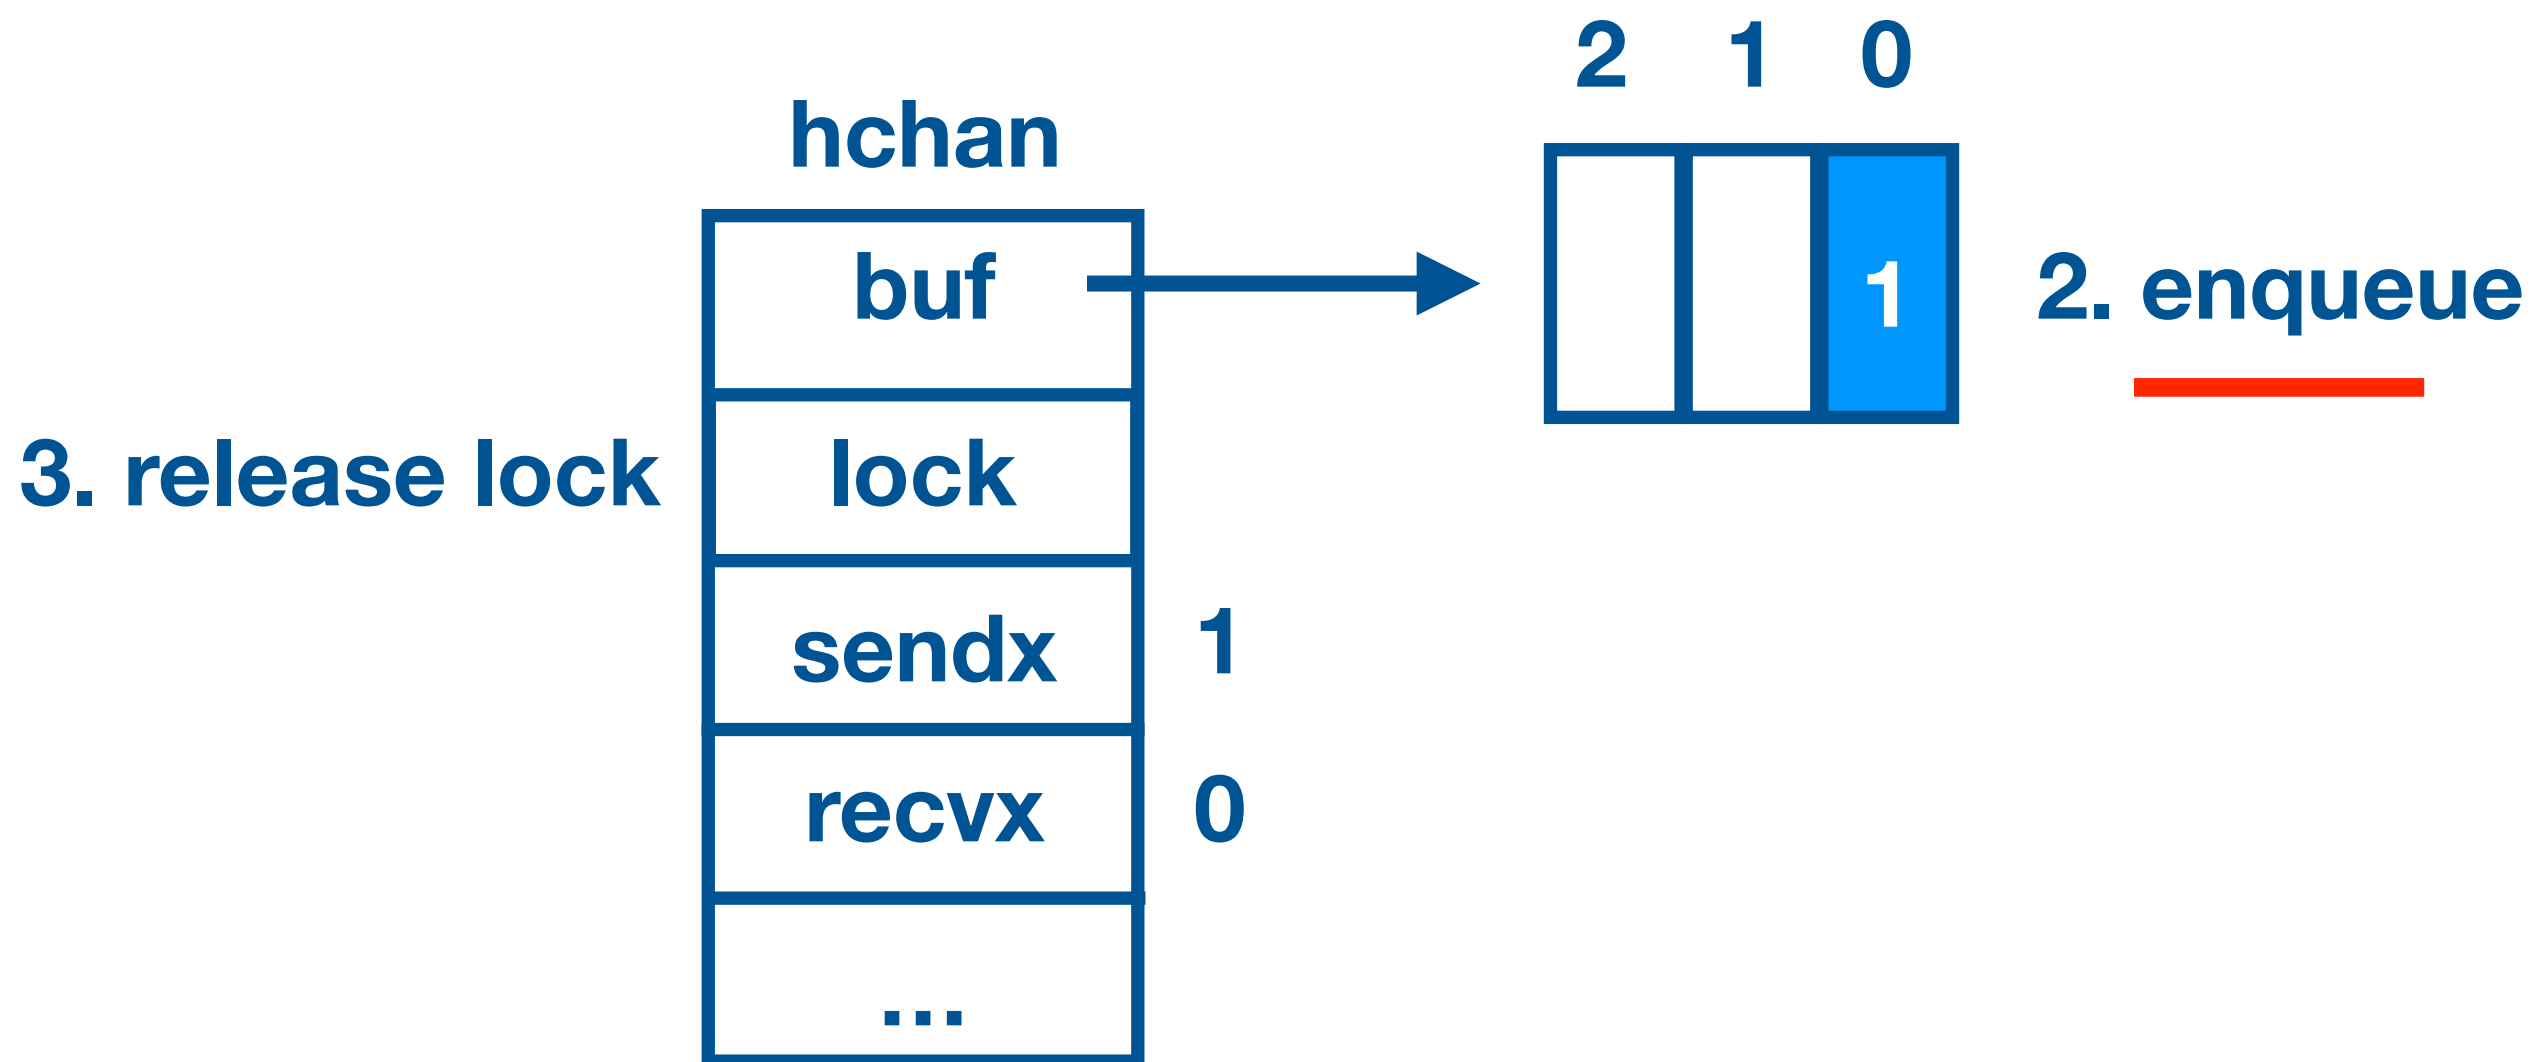 2 1 0
hchan
buf
1
2. enqueue
3. release lock
lock
sendx
1
recvx
0
...